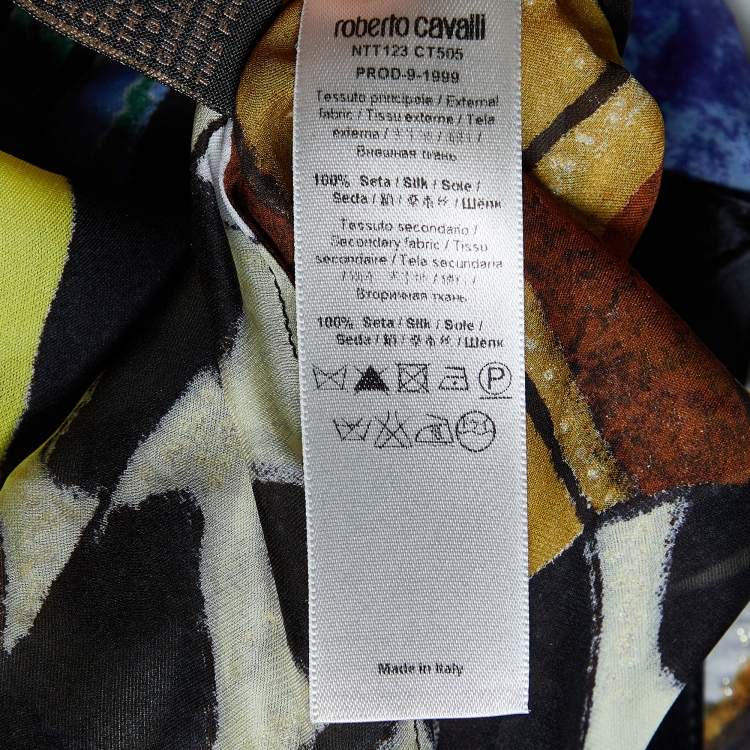 roberto cavalli
NTT123 CT505
PROD-9-1999
Tessuto principale / External
fabric / Tissu externe / Tela
externa /
Внешная ткань
100% Seta / Silk / Soie /
Seda / 絹 / / Шёлк
Tessuto secondario /
Secondary fabric / Tissu
secondaire / Tela secundaria
Вторичная ткань
100% Seta / Silk / Soie /
Seda / 絹 / / Шёлк
P
Made in Italy